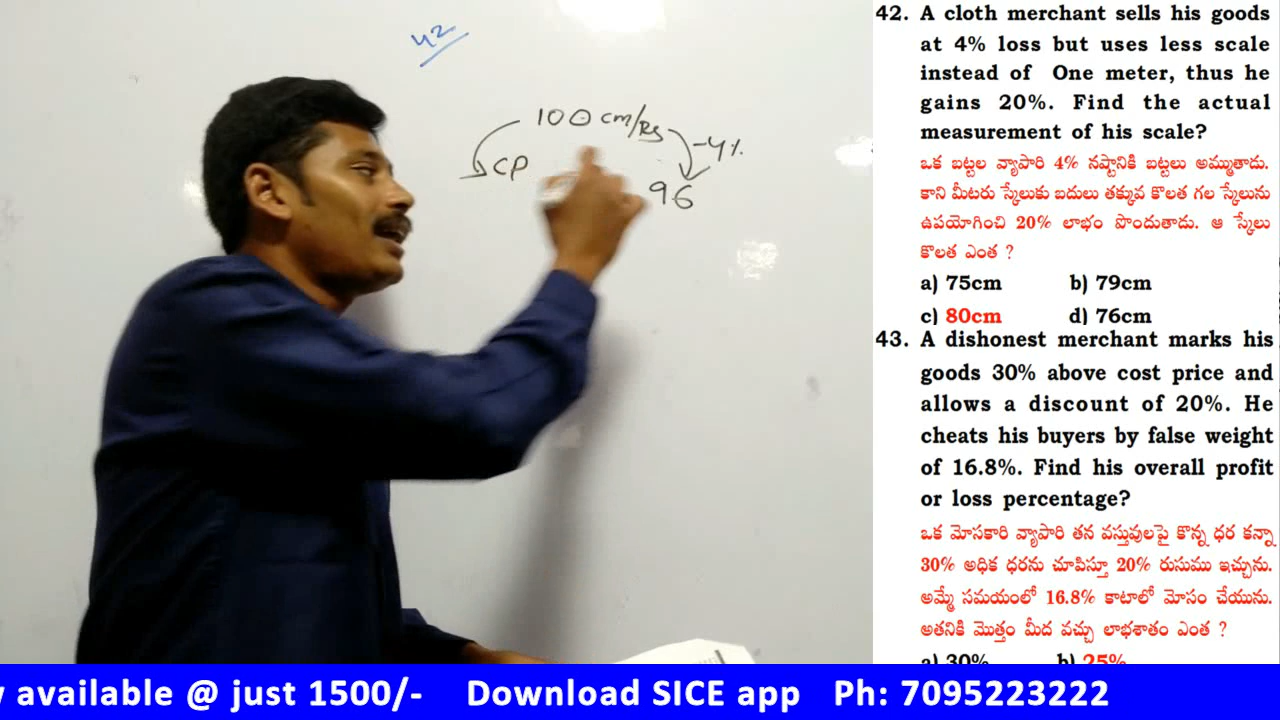 42
100 cm/Rs
-4%
CP
96
42. A cloth merchant sells his goods
at 4% loss but uses less scale
instead of One meter, thus he
gains 20%. Find the actual
measurement of his scale?
ఒక బట్టల వ్యాపారి 4% నష్టానికి బట్టలు అమ్ముతాడు.
కాని మీటరు స్కేలుకు బదులు తక్కువ కొలత గల స్కేలును
ఉపయోగించి 20% లాభం పొందుతాడు. ఆ స్కేలు
కొలత ఎంత ?
a) 75cm b) 79cm
c) 80cm d) 76cm
43. A dishonest merchant marks his
goods 30% above cost price and
allows a discount of 20%. He
cheats his buyers by false weight
of 16.8%. Find his overall profit
or loss percentage?
ఒక మోసకారి వ్యాపారి తన వస్తువులపై కొన్న ధర కన్నా
30% అధిక ధరను చూపిస్తూ 20% రుసుము ఇచ్చును.
అమ్మే సమయంలో 16.8% కాటాలో మోసం చేయును.
అతనికి మొత్తం మీద వచ్చు లాభశాతం ఎంత ?
a) 30% b) 25%
available @ just 1500/- Download SICE app Ph: 7095223222